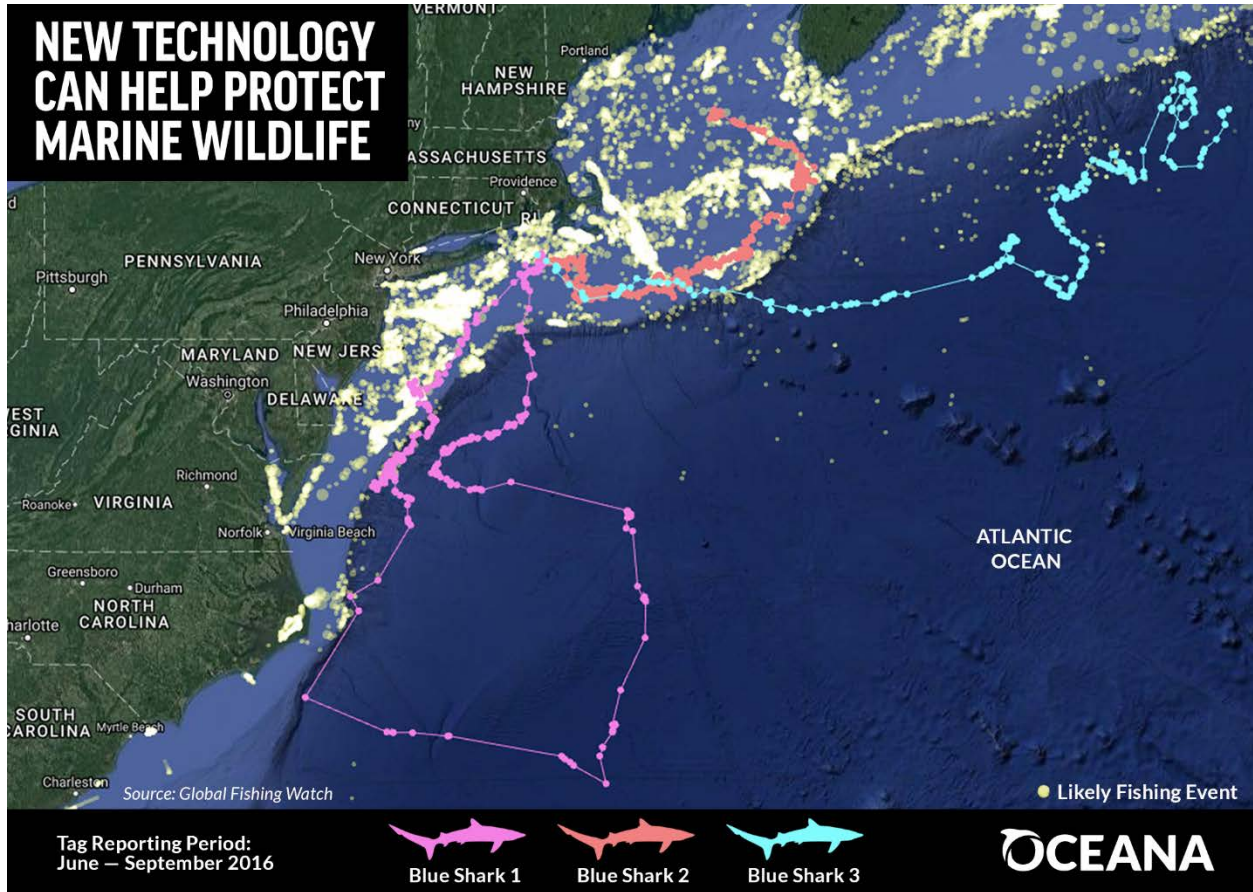 NEW TECHNOLOGY
CAN HELP PROTECT
MARINE WILDLIFE
VERMONT
Portland
NEW
HAMPSHIRE
ny
ASSACHUSETTS
Providence
CONNECTICUT
RI
d
New York
PENNSYLVANIA
Pittsburgh
Philadelphia
MARYLAND
NEW JERS
Washington
DELAWARE
WEST
RGINIA
Richmond
Roanoke
VIRGINIA
Norfolk
Virginia Beach
ATLANTIC
OCEAN
Greensboro
Durham
NORTH
CAROLINA
harlotte
SOUTH
CAROLINA
Myrtle Beach
Charleston
Source: Global Fishing Watch
Likely Fishing Event
Tag Reporting Period:
June — September 2016
Blue Shark 1
Blue Shark 2
Blue Shark 3
OCEANA